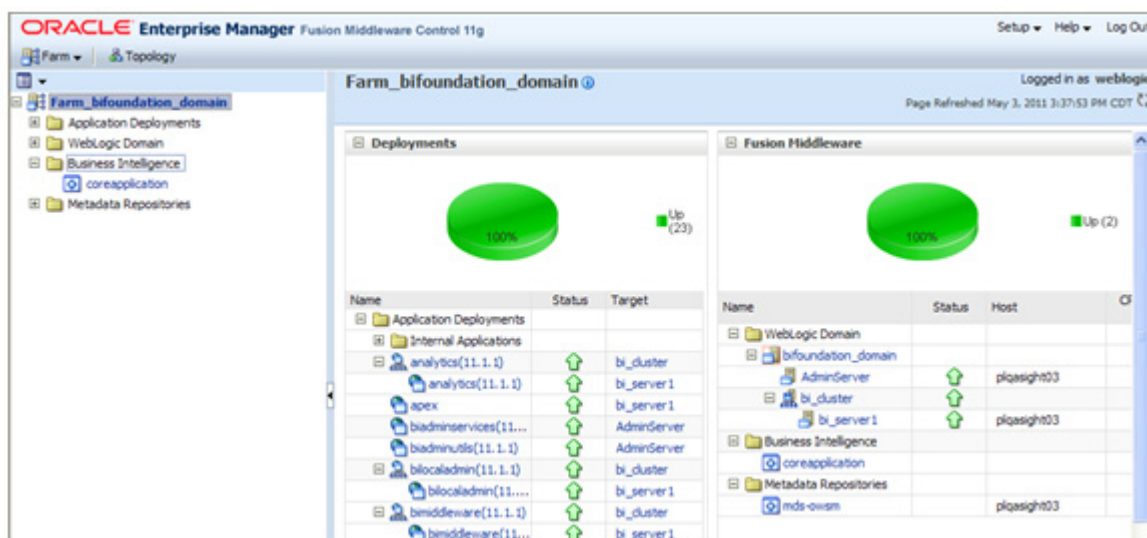 ORACLE Enterprise Manager Fusion Middleware Control 11g
Setup Help Log Out
Farm Topology
Farm_bifoundation_domain
Application Deployments
WebLogic Domain
Business Intelligence
coreapplication
Metadata Repositories
Farm_bifoundation_domain
Logged in as weblogic
Page Refreshed May 3, 2011 3:37:53 PM CDT
Deployments
100%
Up
(23)
Name Status Target
Application Deployments
Internal Applications
analytics(11.1.1) bi_cluster
analytics(11.1.1) bi_server1
apex bi_server1
biadminservices(11... AdminServer
biadminutils(11.1.1) AdminServer
bilocaladmin(11.1.1) bi_cluster
bilocaladmin(11.... bi_server1
bimiddleware(11.1.1) bi_cluster
bimiddleware(11... bi_server1
Fusion Middleware
100%
Up (2)
Name Status Host
WebLogic Domain
bifoundation_domain
AdminServer plqasight03
bi_cluster
bi_server1 plqasight03
Business Intelligence
coreapplication
Metadata Repositories
mds-owsm plqasight03